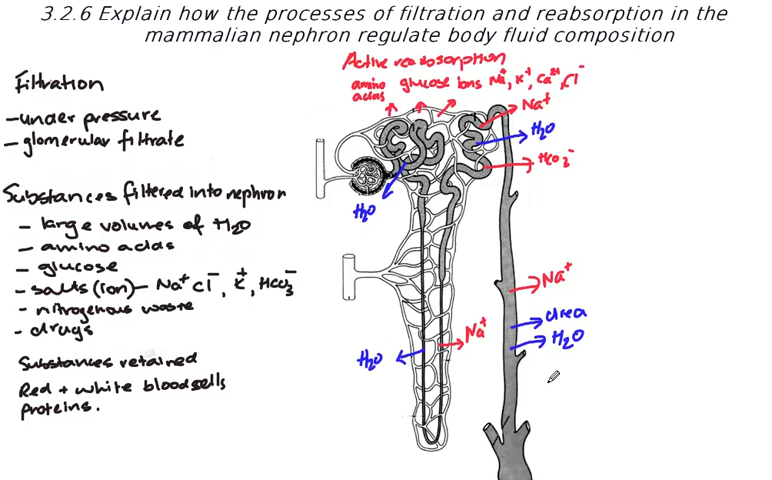 3.2.6 Explain how the processes of filtration and reabsorption in the
mammalian nephron regulate body fluid composition
Filtration
- under pressure
- glomerular filtrate
Substances filtered into nephron
- large volumes of H₂O
- amino acids
- glucose
- salts (ion) - Na⁺ Cl⁻, K⁺, HCO₃⁻
- nitrogenous waste
- drugs
Substances retained
Red + white bloodsells
Proteins.
Active reabsorption
amino acids glucose ions Na⁺, K⁺, Ca²⁺, Cl⁻
Na⁺
H₂O
HCO₃⁻
H₂O
Na⁺
urea
H₂O
Na⁺
H₂O